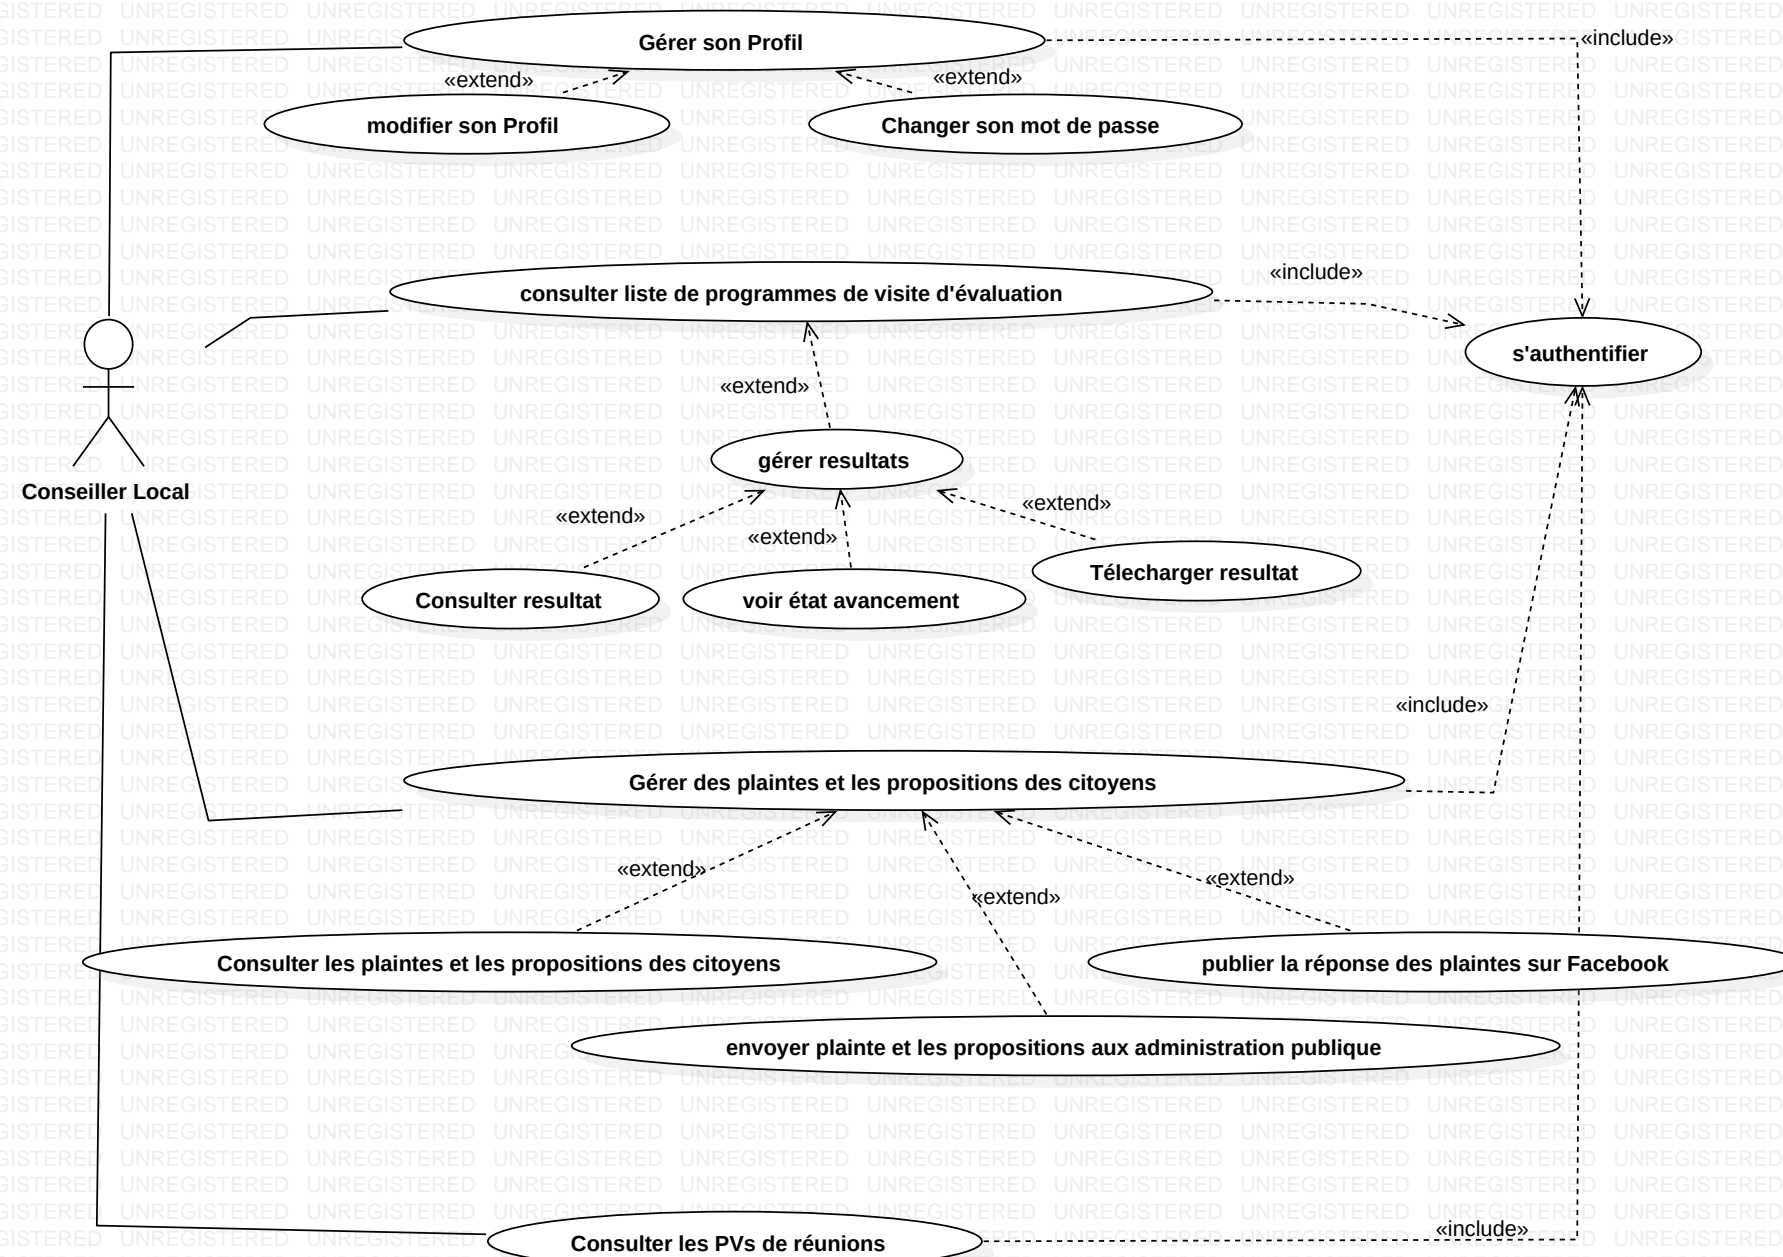 Gérer son Profil
«include»
«extend»
«extend»
modifier son Profil
Changer son mot de passe
«include»
consulter liste de programmes de visite d'évaluation
s'authentifier
«extend»
gérer resultats
Conseiller Local
«extend»
«extend»
«extend»
Télecharger resultat
Consulter resultat
voir état avancement
«include»
Gérer des plaintes et les propositions des citoyens
«extend»
«extend»
«extend»
Consulter les plaintes et les propositions des citoyens
publier la réponse des plaintes sur Facebook
envoyer plainte et les propositions aux administration publique
«include»
Consulter les PVs de réunions
UNREGISTERED